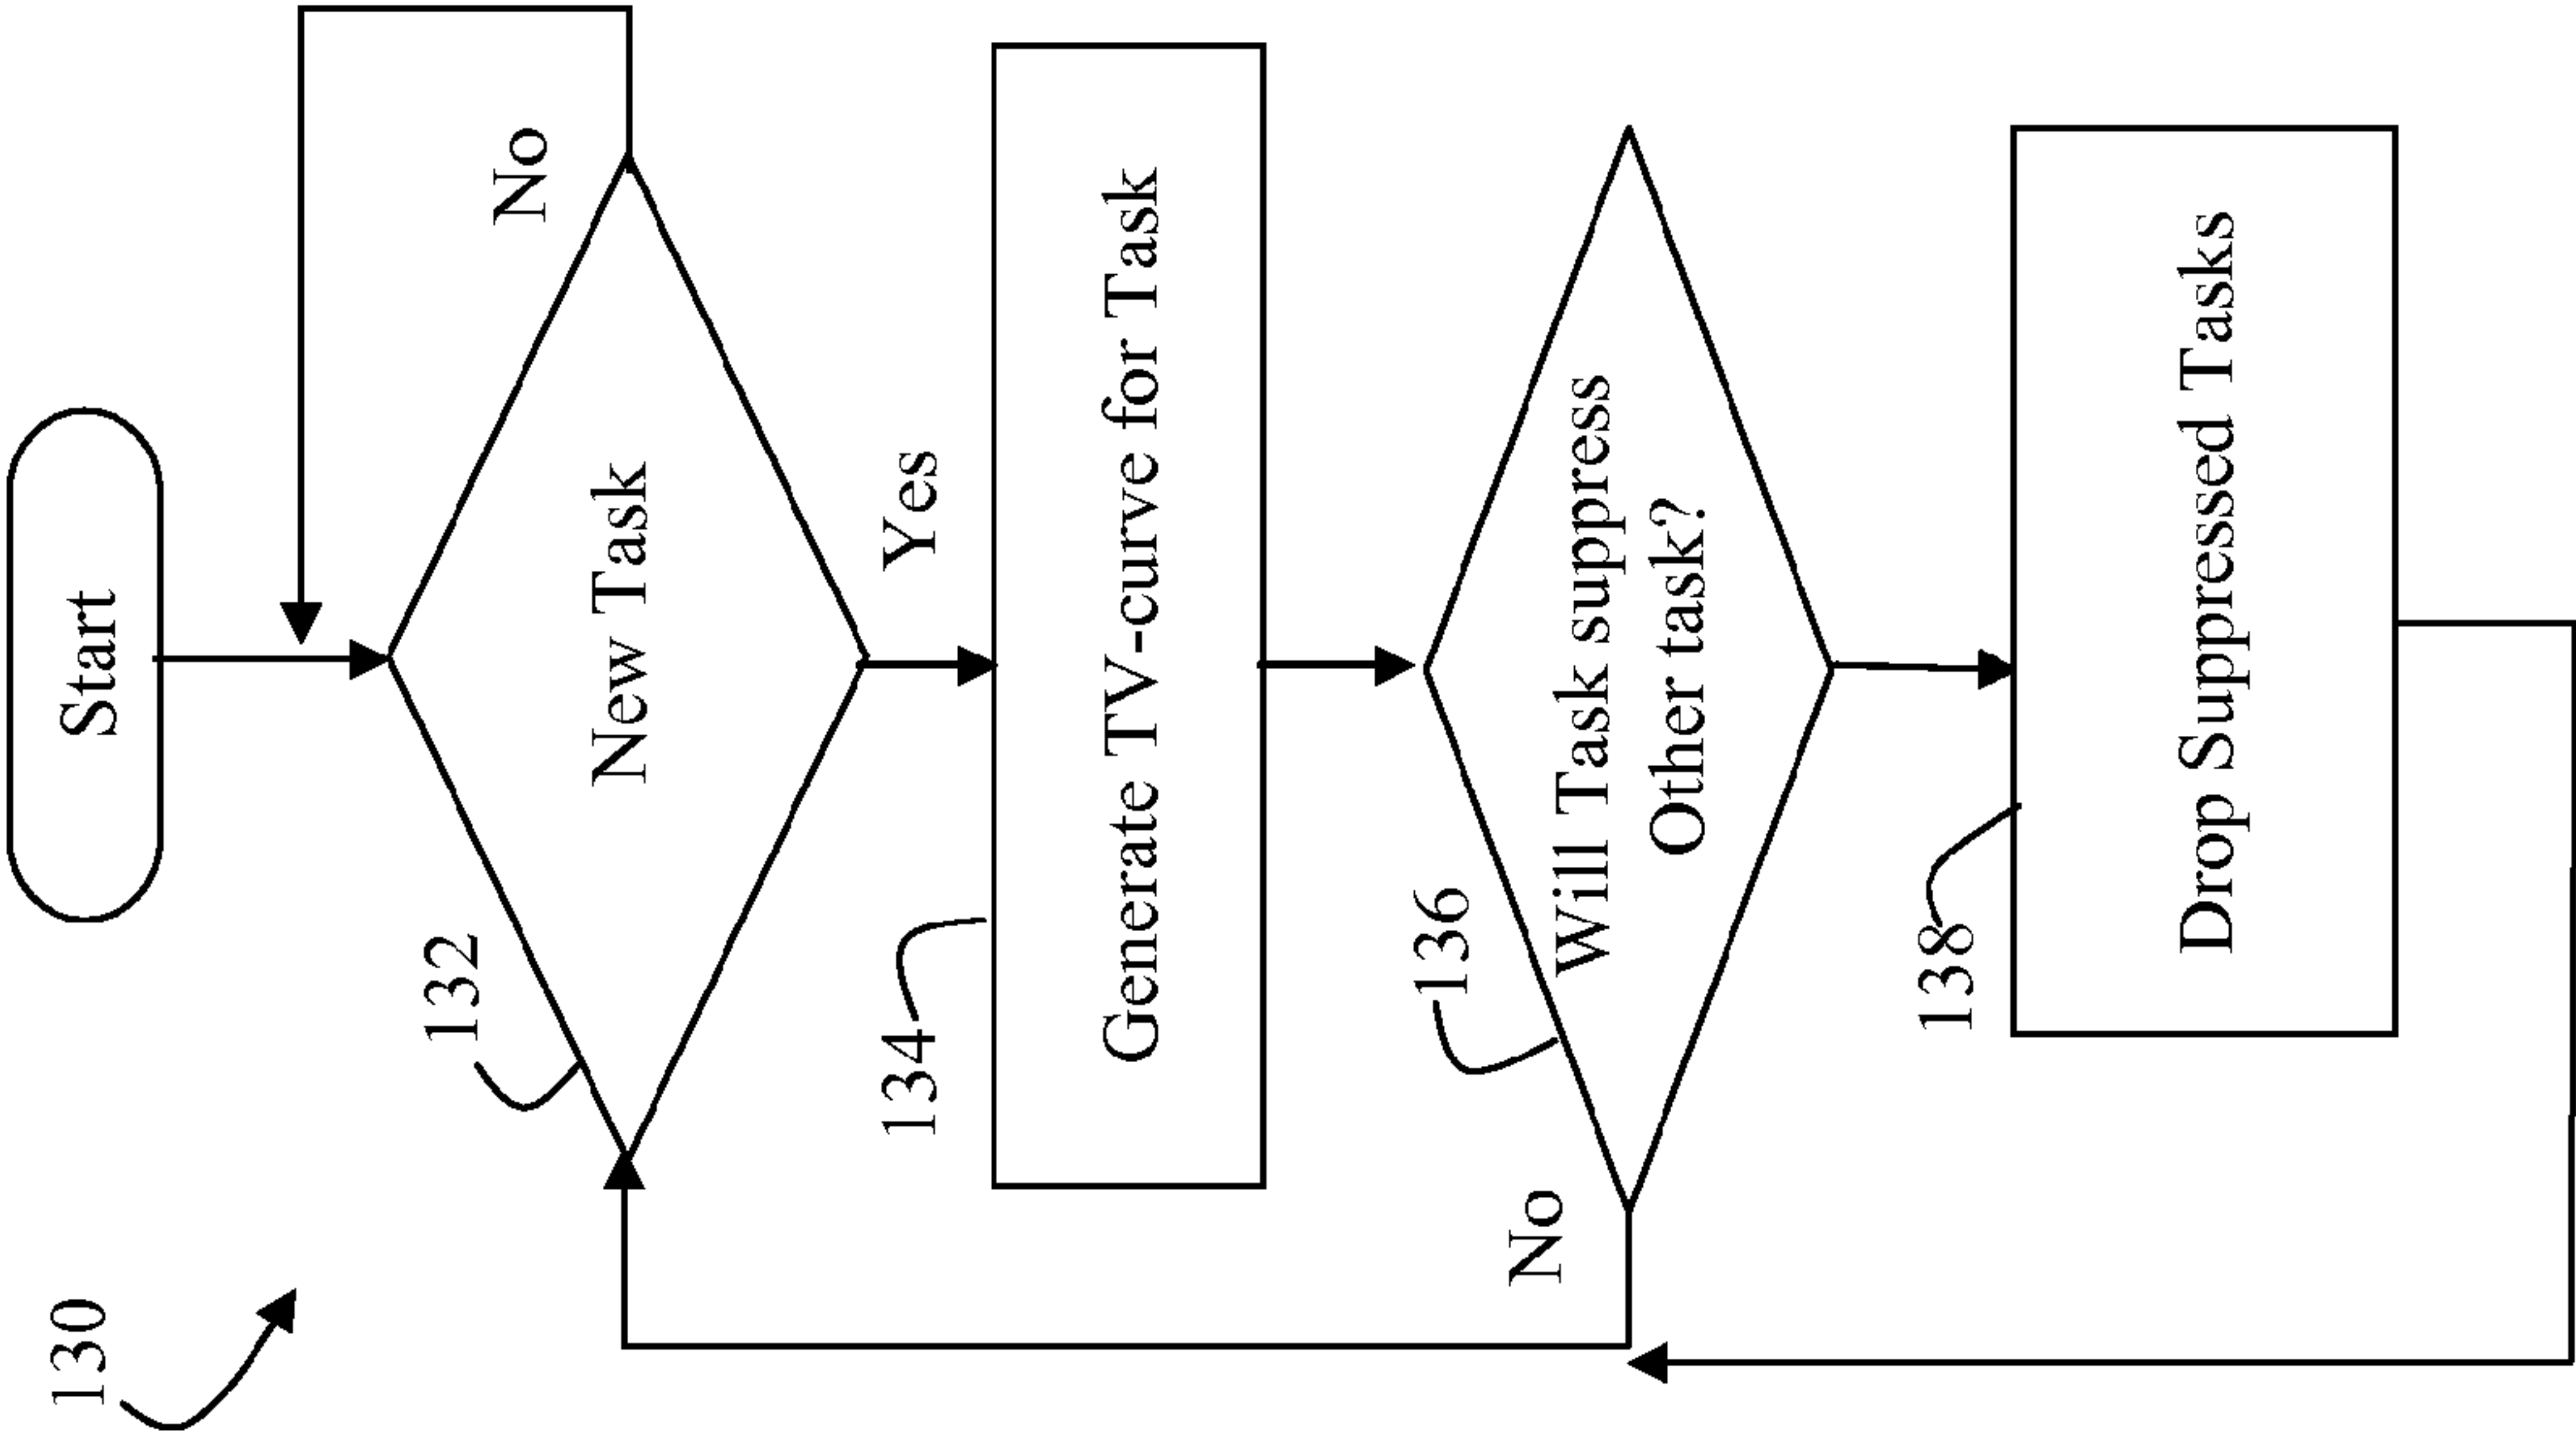 130
Start
No
132
New Task
Yes
134
Generate TV-curve for Task
136
Will Task suppress
Other task?
No
138
Drop Suppressed Tasks